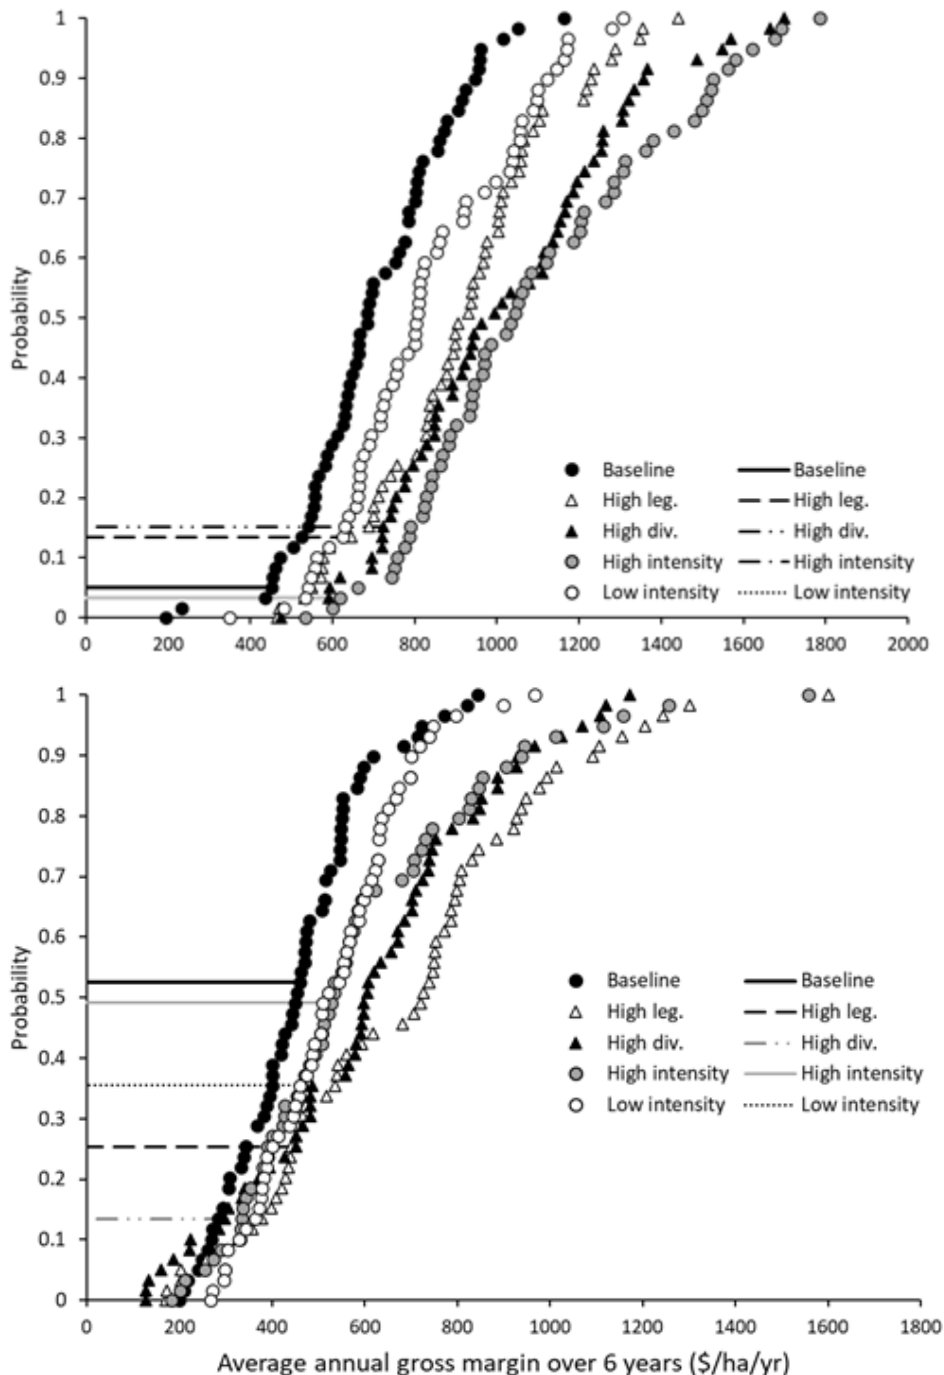 1
0.9
0.8
0.7
0.6
0.5
0.4
0.3
0.2
0.1
0
Probability
0 200 400 600 800 1000 1200 1400 1600 1800 2000
Baseline Baseline
High leg. High leg.
High div. High div.
High intensity High intensity
Low intensity Low intensity
1
0.9
0.8
0.7
0.6
0.5
0.4
0.3
0.2
0.1
0
Probability
0 200 400 600 800 1000 1200 1400 1600 1800
Baseline Baseline
High leg. High leg.
High div. High div.
High intensity High intensity
Low intensity Low intensity
Average annual gross margin over 6 years ($/ha/yr)